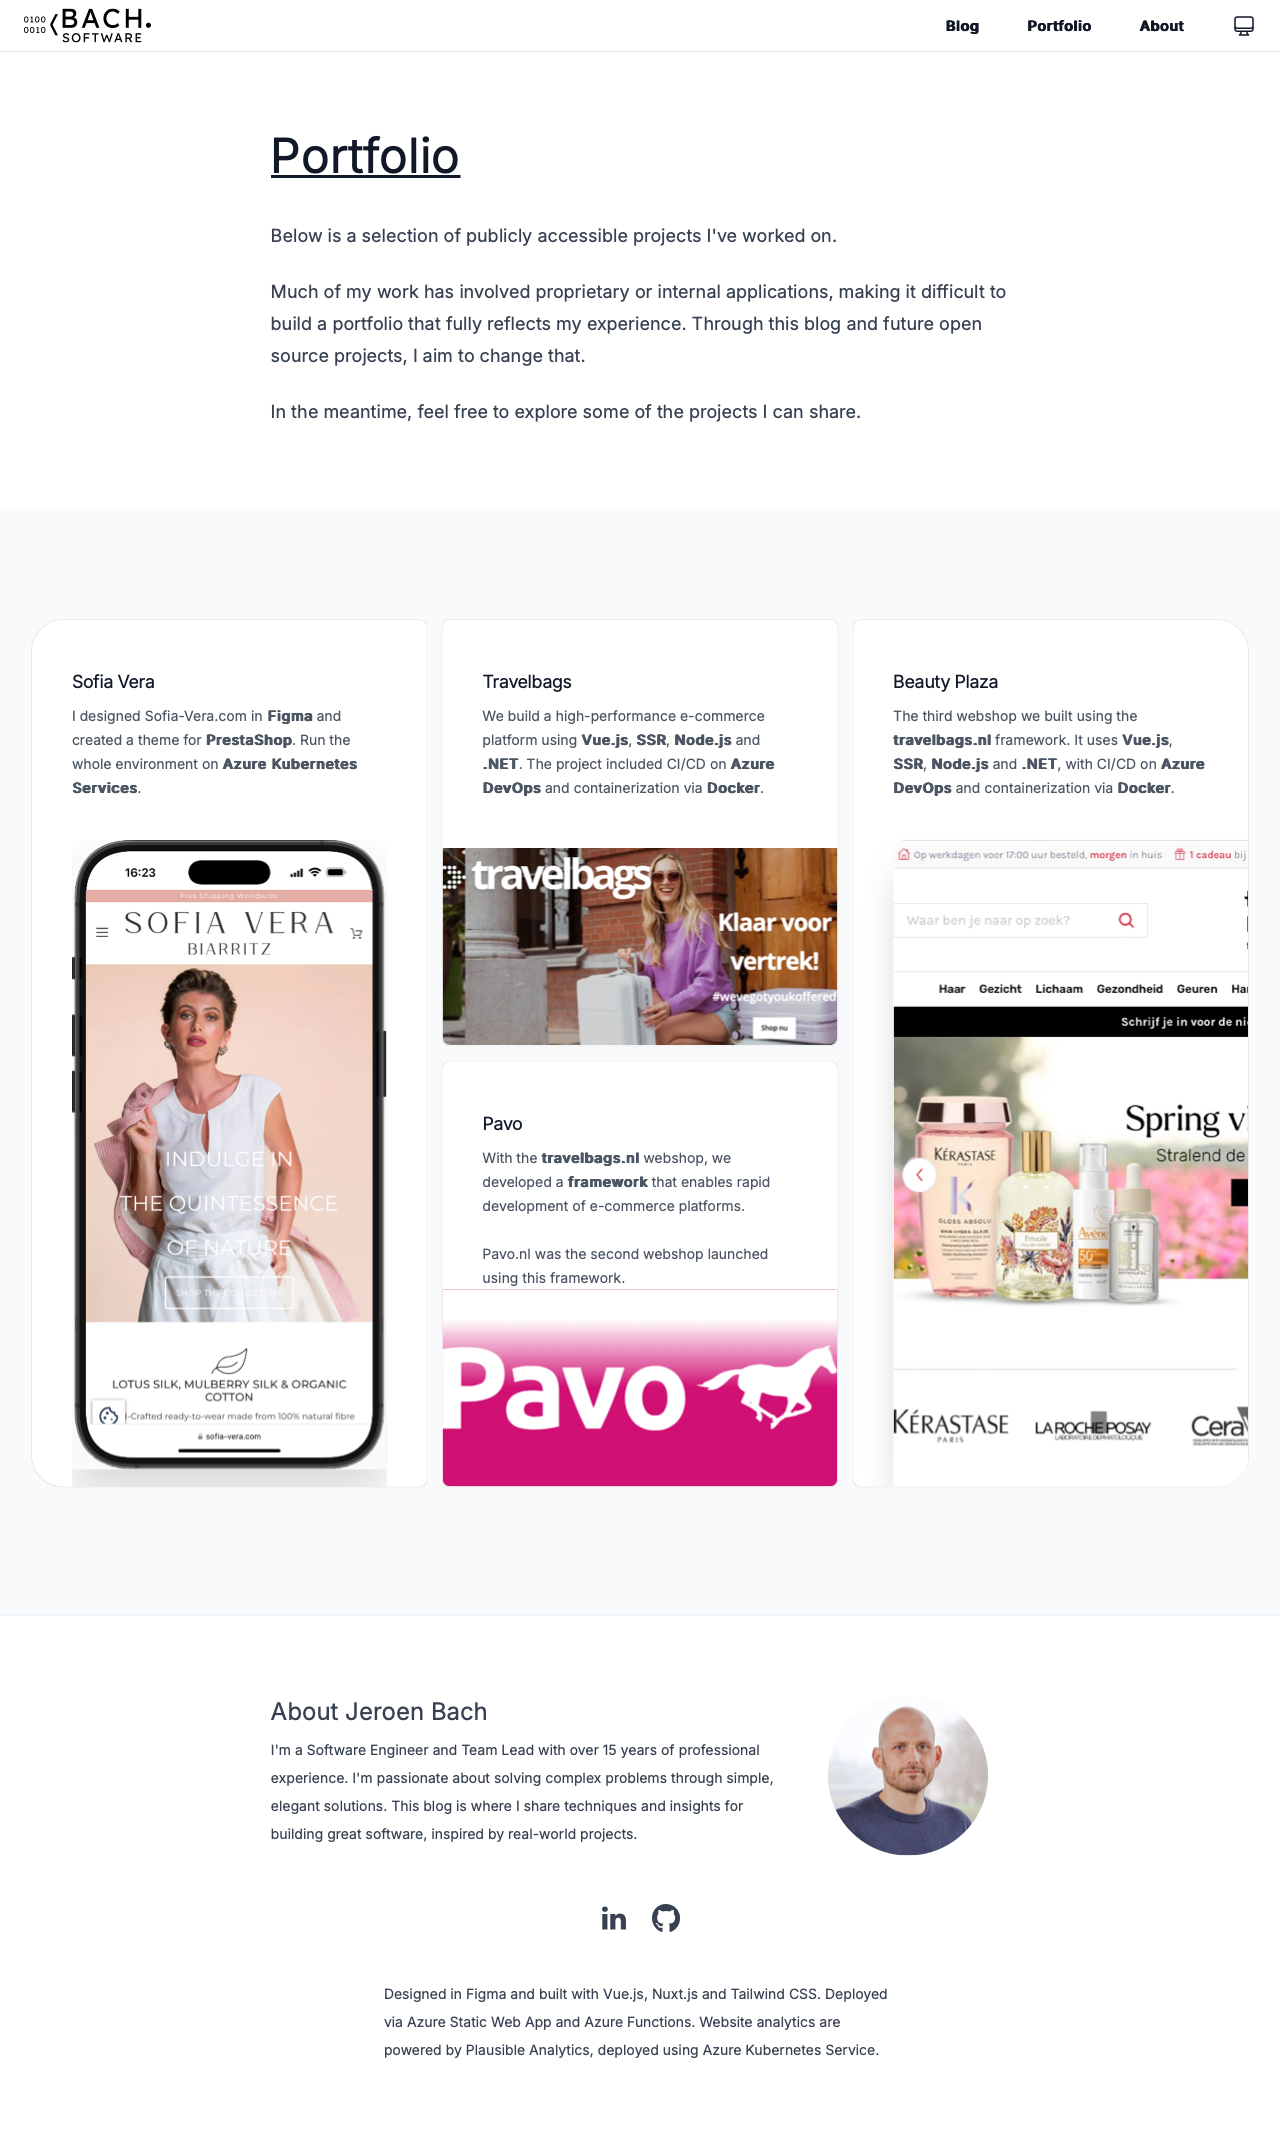 0100
0010
BACH.
SOFTWARE
Blog
Portfolio
About
Portfolio
Below is a selection of publicly accessible projects I've worked on.
Much of my work has involved proprietary or internal applications, making it difficult to
build a portfolio that fully reflects my experience. Through this blog and future open
source projects, I aim to change that.
In the meantime, feel free to explore some of the projects I can share.
Sofia Vera
I designed Sofia-Vera.com in Figma and
created a theme for PrestaShop. Run the
whole environment on Azure Kubernetes
Services.
16:23
Free Shipping Worldwide
SOFIA VERA
BIARRITZ
INDULGE IN
THE QUINTESSENCE
OF NATURE
SHOP THE COLLECTION
LOTUS SILK, MULBERRY SILK & ORGANIC
COTTON
-Crafted ready-to-wear made from 100% natural fibre
sofia-vera.com
Travelbags
We build a high-performance e-commerce
platform using Vue.js, SSR, Node.js and
.NET. The project included CI/CD on Azure
DevOps and containerization via Docker.
travelbags
Klaar voor
vertrek!
#wevegotyoukoffered
Shop nu
Pavo
With the travelbags.nl webshop, we
developed a framework that enables rapid
development of e-commerce platforms.
Pavo.nl was the second webshop launched
using this framework.
Pavo
Beauty Plaza
The third webshop we built using the
travelbags.nl framework. It uses Vue.js,
SSR, Node.js and .NET, with CI/CD on Azure
DevOps and containerization via Docker.
Op werkdagen voor 17:00 uur besteld, morgen in huis
1 cadeau bij
Waar ben je naar op zoek?
Haar Gezicht Lichaam Gezondheid Geuren Ha
Schrijf je in voor de ni
Spring vi
Stralend de
KÉRASTASE
PARIS
GLOSS ABSOLU
Frivole
Avène
50
KÉRASTASE
PARIS
LA ROCHE POSAY
LABORATOIRE DERMATOLOGIQUE
Cera
About Jeroen Bach
I'm a Software Engineer and Team Lead with over 15 years of professional
experience. I'm passionate about solving complex problems through simple,
elegant solutions. This blog is where I share techniques and insights for
building great software, inspired by real-world projects.
in
Designed in Figma and built with Vue.js, Nuxt.js and Tailwind CSS. Deployed
via Azure Static Web App and Azure Functions. Website analytics are
powered by Plausible Analytics, deployed using Azure Kubernetes Service.